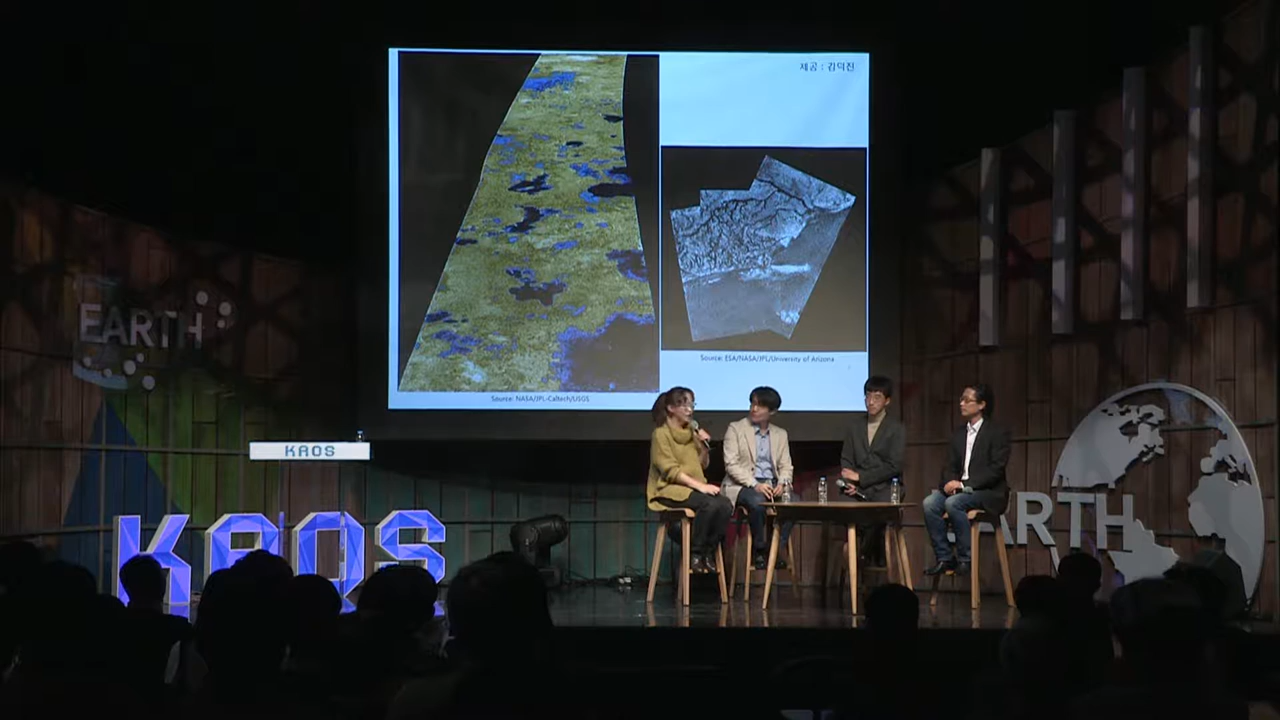 제공 : 김덕진
Source: ESA/NASA/JPL/University of Arizona
Source: NASA/JPL-Caltech/USGS
EARTH
KAOS
KAOS
EARTH